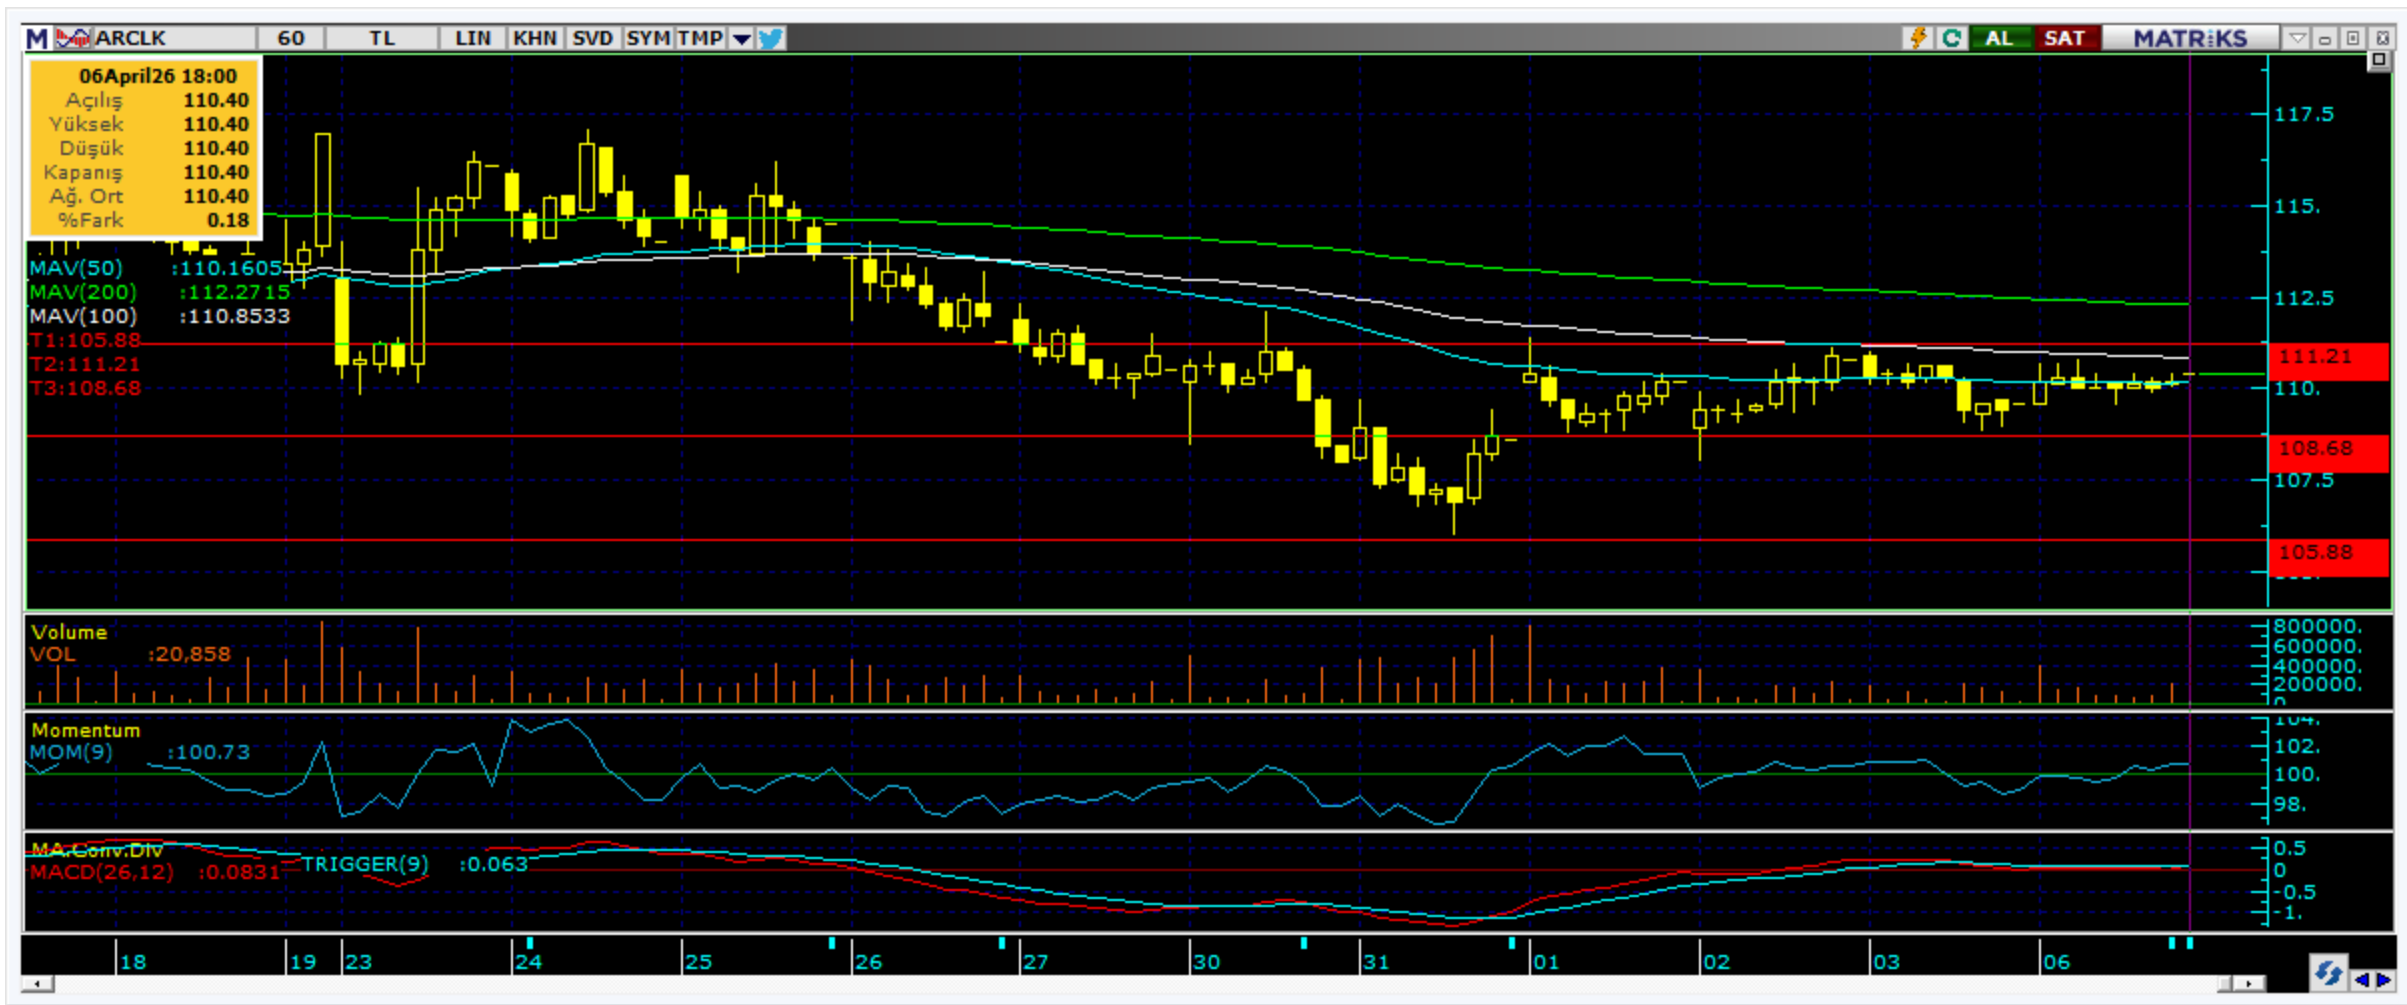 M ARCLK 60 TL LIN KHN SVD SYM TMP AL SAT MATRiKS
06April26 18:00
Açılış 110.40
Yüksek 110.40
Düşük 110.40
Kapanış 110.40
Ağ. Ort 110.40
%Fark 0.18
MAV(50) :110.1605
MAV(200) :112.2715
MAV(100) :110.8533
T1:105.88
T2:111.21
T3:108.68
117.5
115.
112.5
111.21
110.
108.68
107.5
105.88
Volume
VOL :20,858
800000.
600000.
400000.
200000.
0
Momentum
MOM(9) :100.73
104.
102.
100.
98.
MA.Conv.Div
MACD(26,12) :0.0831
TRIGGER(9) :0.063
0.5
0
-0.5
-1.
18 19 23 24 25 26 27 30 31 01 02 03 06